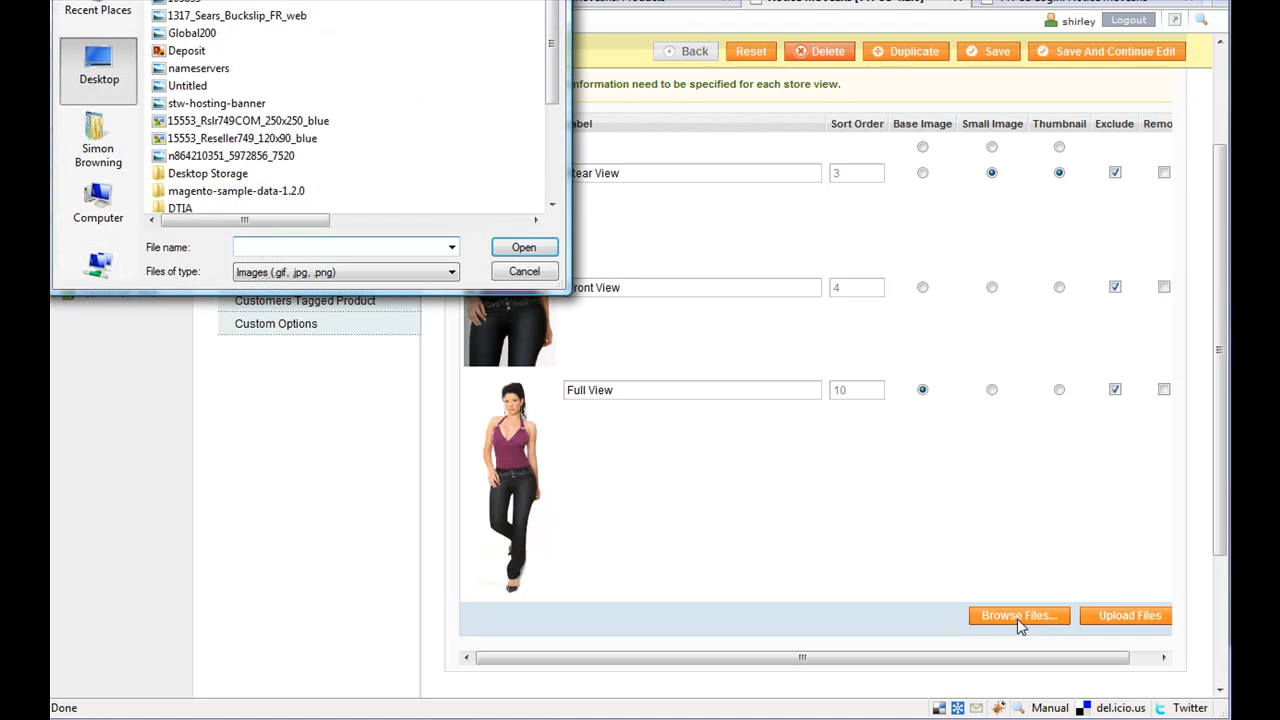 Recent Places
1317_Sears_Buckslip_FR_web
shirley
Logout
Global200
Deposit
Back
Reset
Delete
Duplicate
Save
Save And Continue Edit
Desktop
nameservers
Untitled
nformation need to be specified for each store view.
stw-hosting-banner
15553_Rslr749COM_250x250_blue
abel
Sort Order
Base Image
Small Image
Thumbnail
Exclude
Remo
15553_Reseller749_120x90_blue
Simon
Browning
n864210351_5972856_7520
Desktop Storage
Rear View
3
magento-sample-data-1.2.0
DTIA
Computer
File name:
Open
Files of type:
Images (.gif, .jpg, .png)
Cancel
ront View
4
Customers Tagged Product
Custom Options
Full View
10
Browse Files...
Upload Files
Done
Manual
del.icio.us
Twitter